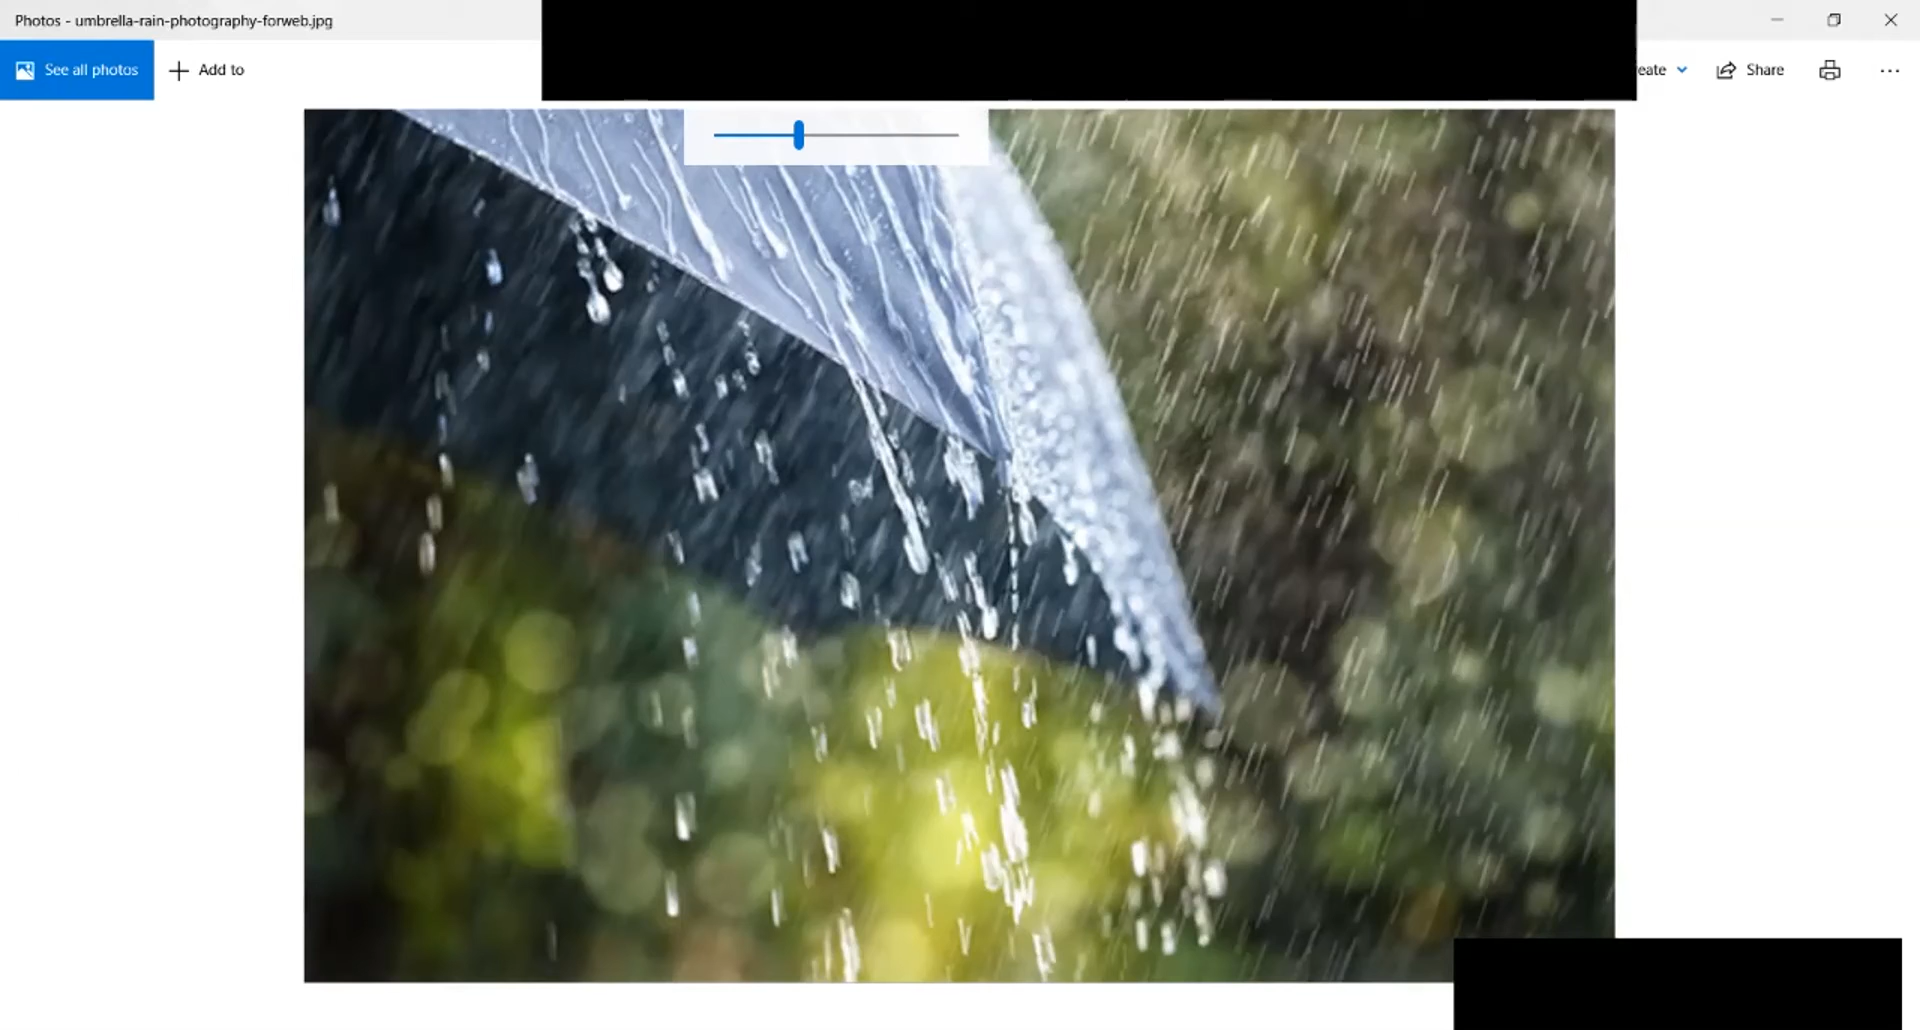 Photos - umbrella-rain-photography-forweb.jpg
See all photos
Add to
eate
Share